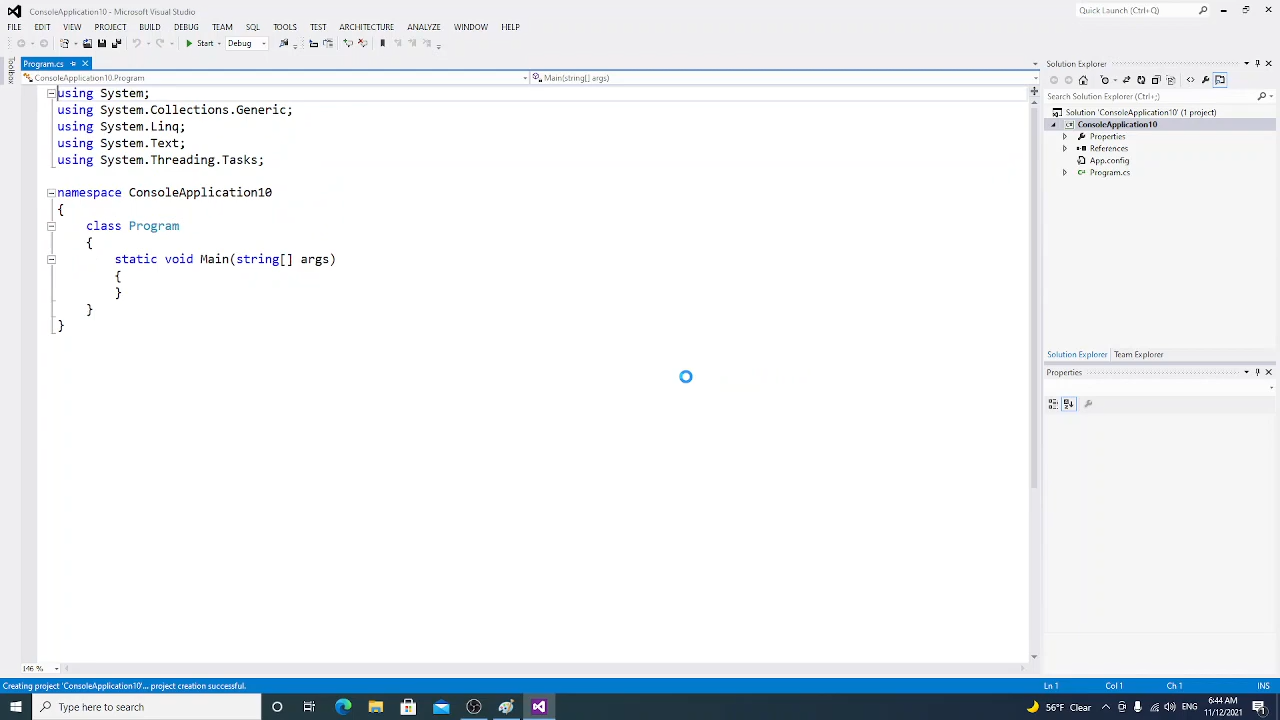 ConsoleApplication10 - Microsoft Visual Studio
Quick Launch (Ctrl+Q)
FILE EDIT VIEW PROJECT BUILD DEBUG TEAM SQL TOOLS TEST ARCHITECTURE ANALYZE WINDOW HELP
Start Debug
Toolbox
Program.cs
ConsoleApplication10.Program
Main(string[] args)
using System;
using System.Collections.Generic;
using System.Linq;
using System.Text;
using System.Threading.Tasks;
namespace ConsoleApplication10
{
class Program
{
static void Main(string[] args)
{
}
}
}
146 %
Solution Explorer
Search Solution Explorer (Ctrl+;)
Solution 'ConsoleApplication10' (1 project)
ConsoleApplication10
Properties
References
App.config
Program.cs
Solution Explorer Team Explorer
Properties
Creating project 'ConsoleApplication10'... project creation successful.
Ln 1 Col 1 Ch 1 INS
Type here to search
58°F Clear
ENG
6:44 AM
11/12/2021